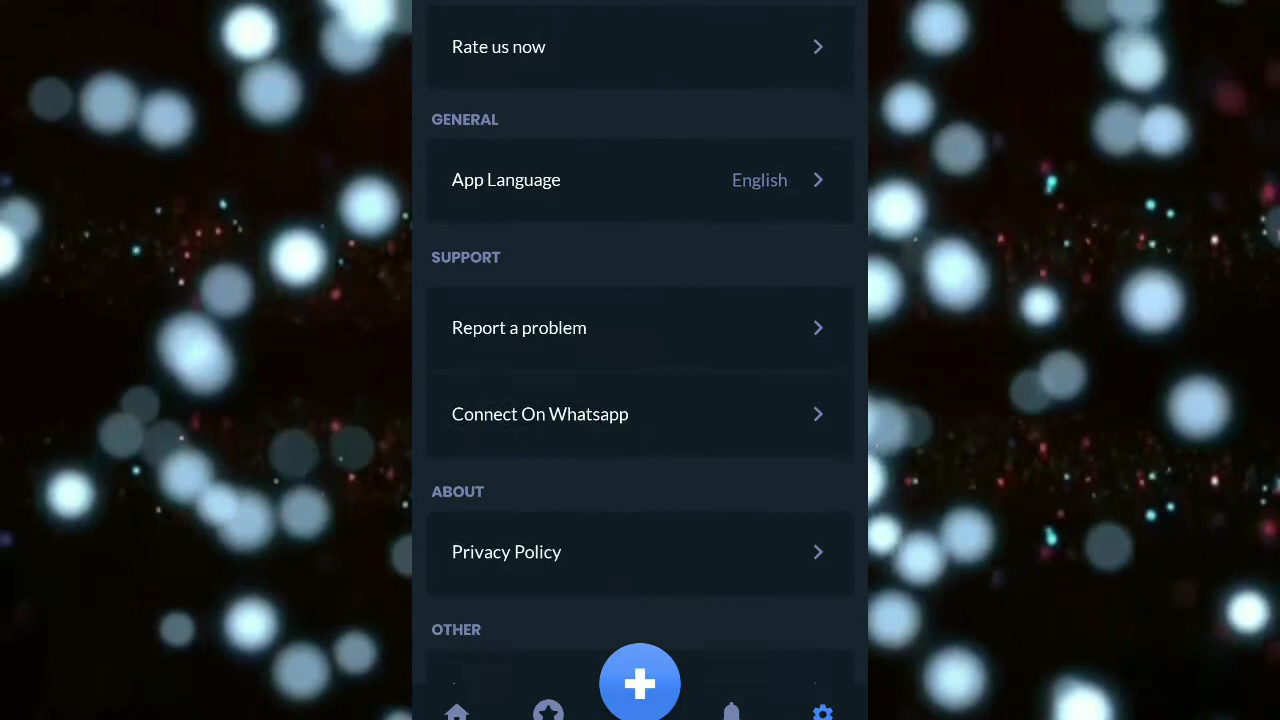 Rate us now
GENERAL
App Language English
SUPPORT
Report a problem
Connect On Whatsapp
ABOUT
Privacy Policy
OTHER